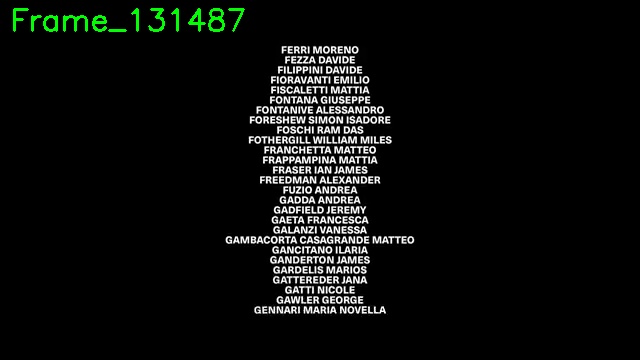 Frame_131487
FERRI MORENO
FEZZA DAVIDE
FILIPPINI DAVIDE
FIORAVANTI EMILIO
FISCALETTI MATTIA
FONTANA GIUSEPPE
FONTANIVE ALESSANDRO
FORESHEW SIMON ISADORE
FOSCHI RAM DAS
FOTHERGILL WILLIAM MILES
FRANCHETTA MATTEO
FRAPPAMPINA MATTIA
FRASER IAN JAMES
FREEDMAN ALEXANDER
FUZIO ANDREA
GADDA ANDREA
GADFIELD JEREMY
GAETA FRANCESCA
GALANZI VANESSA
GAMBACORTA CASAGRANDE MATTEO
GANCITANO ILARIA
GANDERTON JAMES
GARDELIS MARIOS
GATTEREDER JANA
GATTI NICOLE
GAWLER GEORGE
GENNARI MARIA NOVELLA